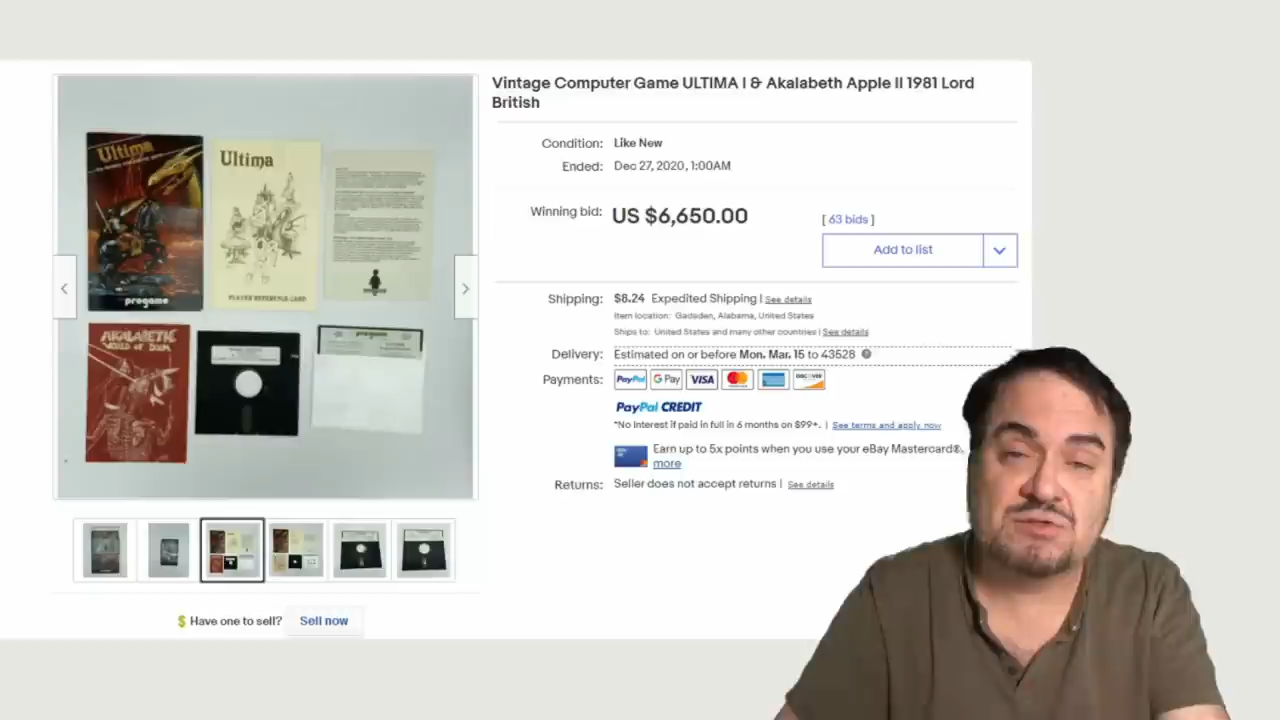 Vintage Computer Game ULTIMA I & Akalabeth Apple II 1981 Lord
British
Condition: Like New
Ended: Dec 27, 2020, 1:00AM
Winning bid: US $6,650.00
[ 63 bids ]
Add to list
Shipping: $8.24 Expedited Shipping | See details
Item location: Gadsden, Alabama, United States
Ships to: United States and many other countries | See details
Delivery: Estimated on or before Mon. Mar. 15 to 43528
Payments: PayPal G Pay VISA DISCOVER
PayPal CREDIT
*No Interest if paid in full in 6 months on $99+. | See terms and apply now
Earn up to 5x points when you use your eBay Mastercard®.
more
Returns: Seller does not accept returns | See details
Ultima
progame
Ultima
PLAYER REFERENCE CARD
AKALABETH
WORLD OF DOOM
progame
$ Have one to sell? Sell now